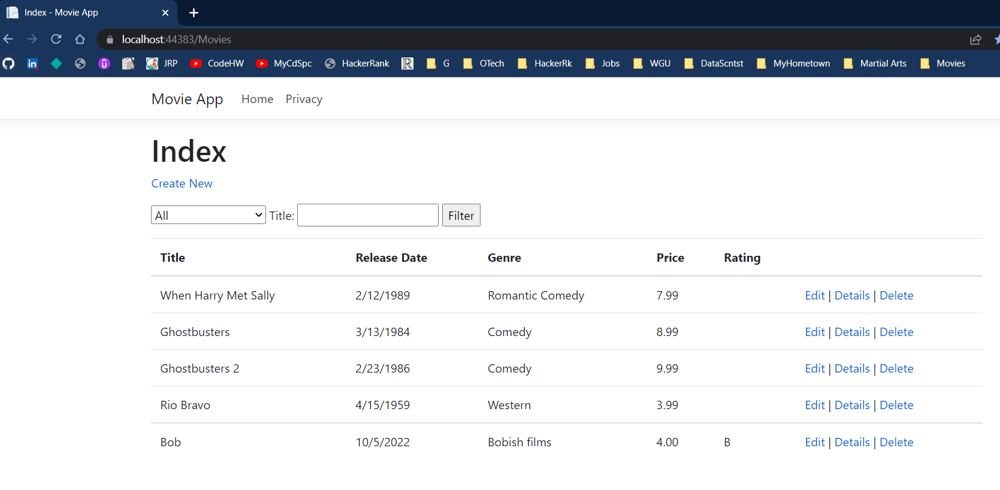 Index - Movie App
localhost:44383/Movies
in JRP CodeHW MyCdSpc HackerRank R G OTech HackerRk Jobs WGU DataScntst MyHometown Martial Arts Movies
Movie App Home Privacy
Index
Create New
All Title: Filter
Title Release Date Genre Price Rating
When Harry Met Sally 2/12/1989 Romantic Comedy 7.99 Edit | Details | Delete
Ghostbusters 3/13/1984 Comedy 8.99 Edit | Details | Delete
Ghostbusters 2 2/23/1986 Comedy 9.99 Edit | Details | Delete
Rio Bravo 4/15/1959 Western 3.99 Edit | Details | Delete
Bob 10/5/2022 Bobish films 4.00 B Edit | Details | Delete